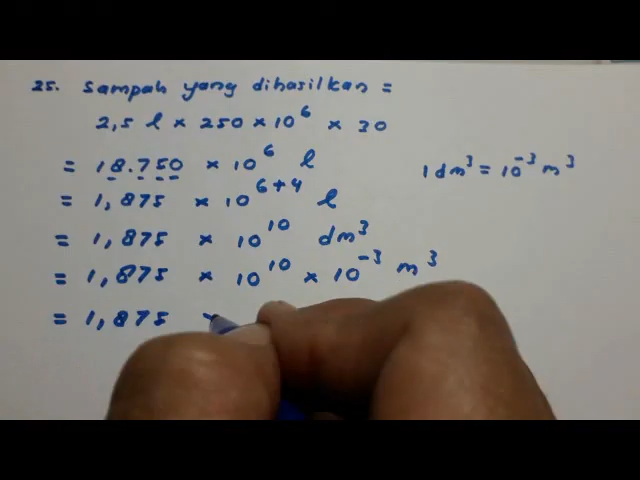 25. Sampah yang dihasilkan =
2,5 l × 250 × 10⁶ × 30
= 18.750 × 10⁶ l
1 dm³ = 10⁻³ m³
= 1,875 × 10⁶⁺⁴ l
= 1,875 × 10¹⁰ dm³
= 1,875 × 10¹⁰ × 10⁻³ m³
= 1,875